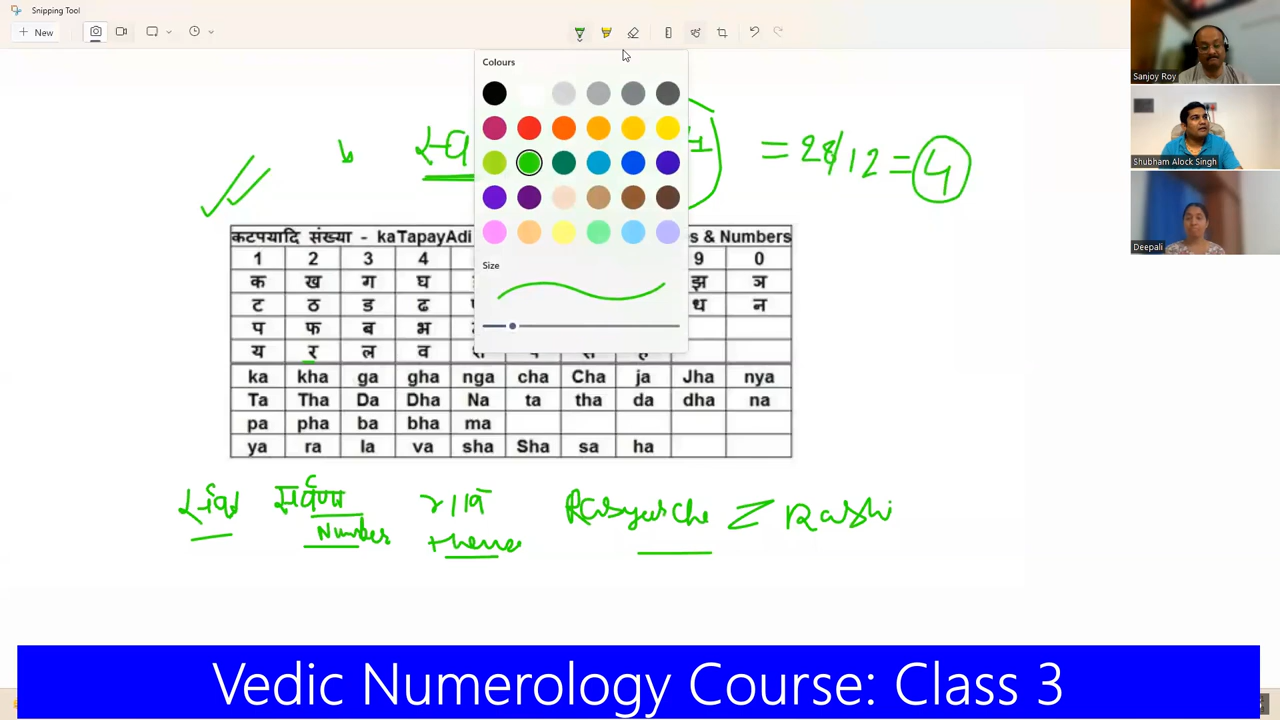 Snipping Tool
New
Colours
Size
= 28/12 = 4
कटपयादि संख्या - kaTapayAdi s & Numbers
1 2 3 4 9 0
क ख ग घ झ ञ
ट ठ ड ढ ध न
प फ ब भ
य र ल व
ka kha ga gha nga cha Cha ja Jha nya
Ta Tha Da Dha Na ta tha da dha na
pa pha ba bha ma
ya ra la va sha Sha sa ha
Number
Rashi
Sanjoy Roy
Shubham Alock Singh
Deepali
Vedic Numerology Course: Class 3